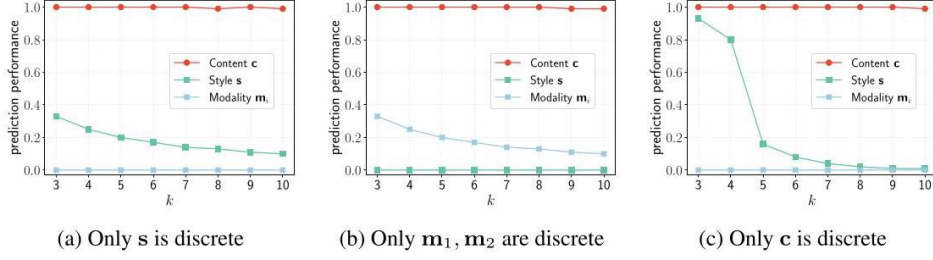 prediction performance
1.0
0.8
0.6
0.4
0.2
0.0
Content c
Style s
Modality mᵢ
3 4 5 6 7 8 9 10
k
(a) Only s is discrete
prediction performance
1.0
0.8
0.6
0.4
0.2
0.0
Content c
Style s
Modality mᵢ
3 4 5 6 7 8 9 10
k
(b) Only m₁, m₂ are discrete
prediction performance
1.0
0.8
0.6
0.4
0.2
0.0
Content c
Style s
Modality mᵢ
3 4 5 6 7 8 9 10
k
(c) Only c is discrete